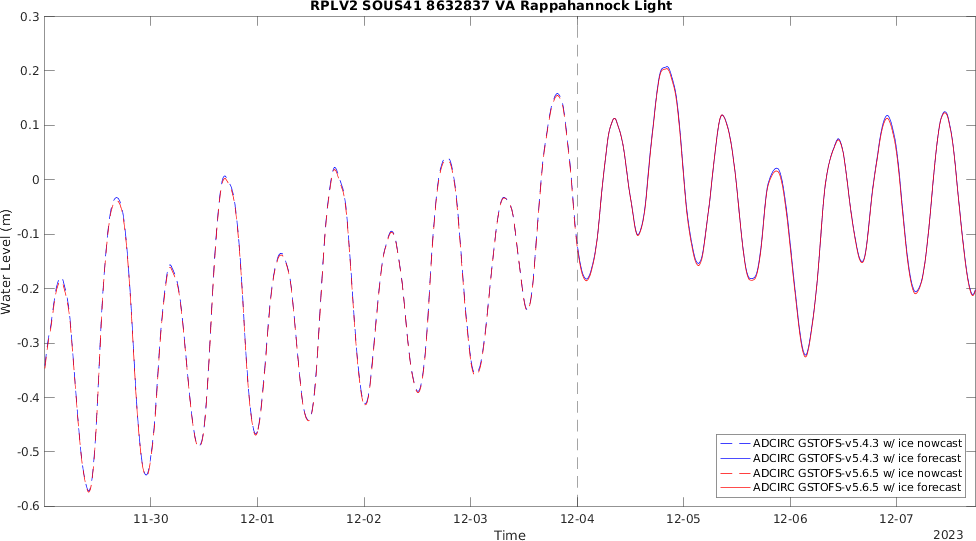 RPLV2 SOUS41 8632837 VA Rappahannock Light
0.3
0.2
0.1
0
-0.1
-0.2
-0.3
-0.4
-0.5
-0.6
Water Level (m)
ADCIRC GSTOFS-v5.4.3 w/ ice nowcast
ADCIRC GSTOFS-v5.4.3 w/ ice forecast
ADCIRC GSTOFS-v5.6.5 w/ ice nowcast
ADCIRC GSTOFS-v5.6.5 w/ ice forecast
11-30 12-01 12-02 12-03 12-04 12-05 12-06 12-07
Time
2023